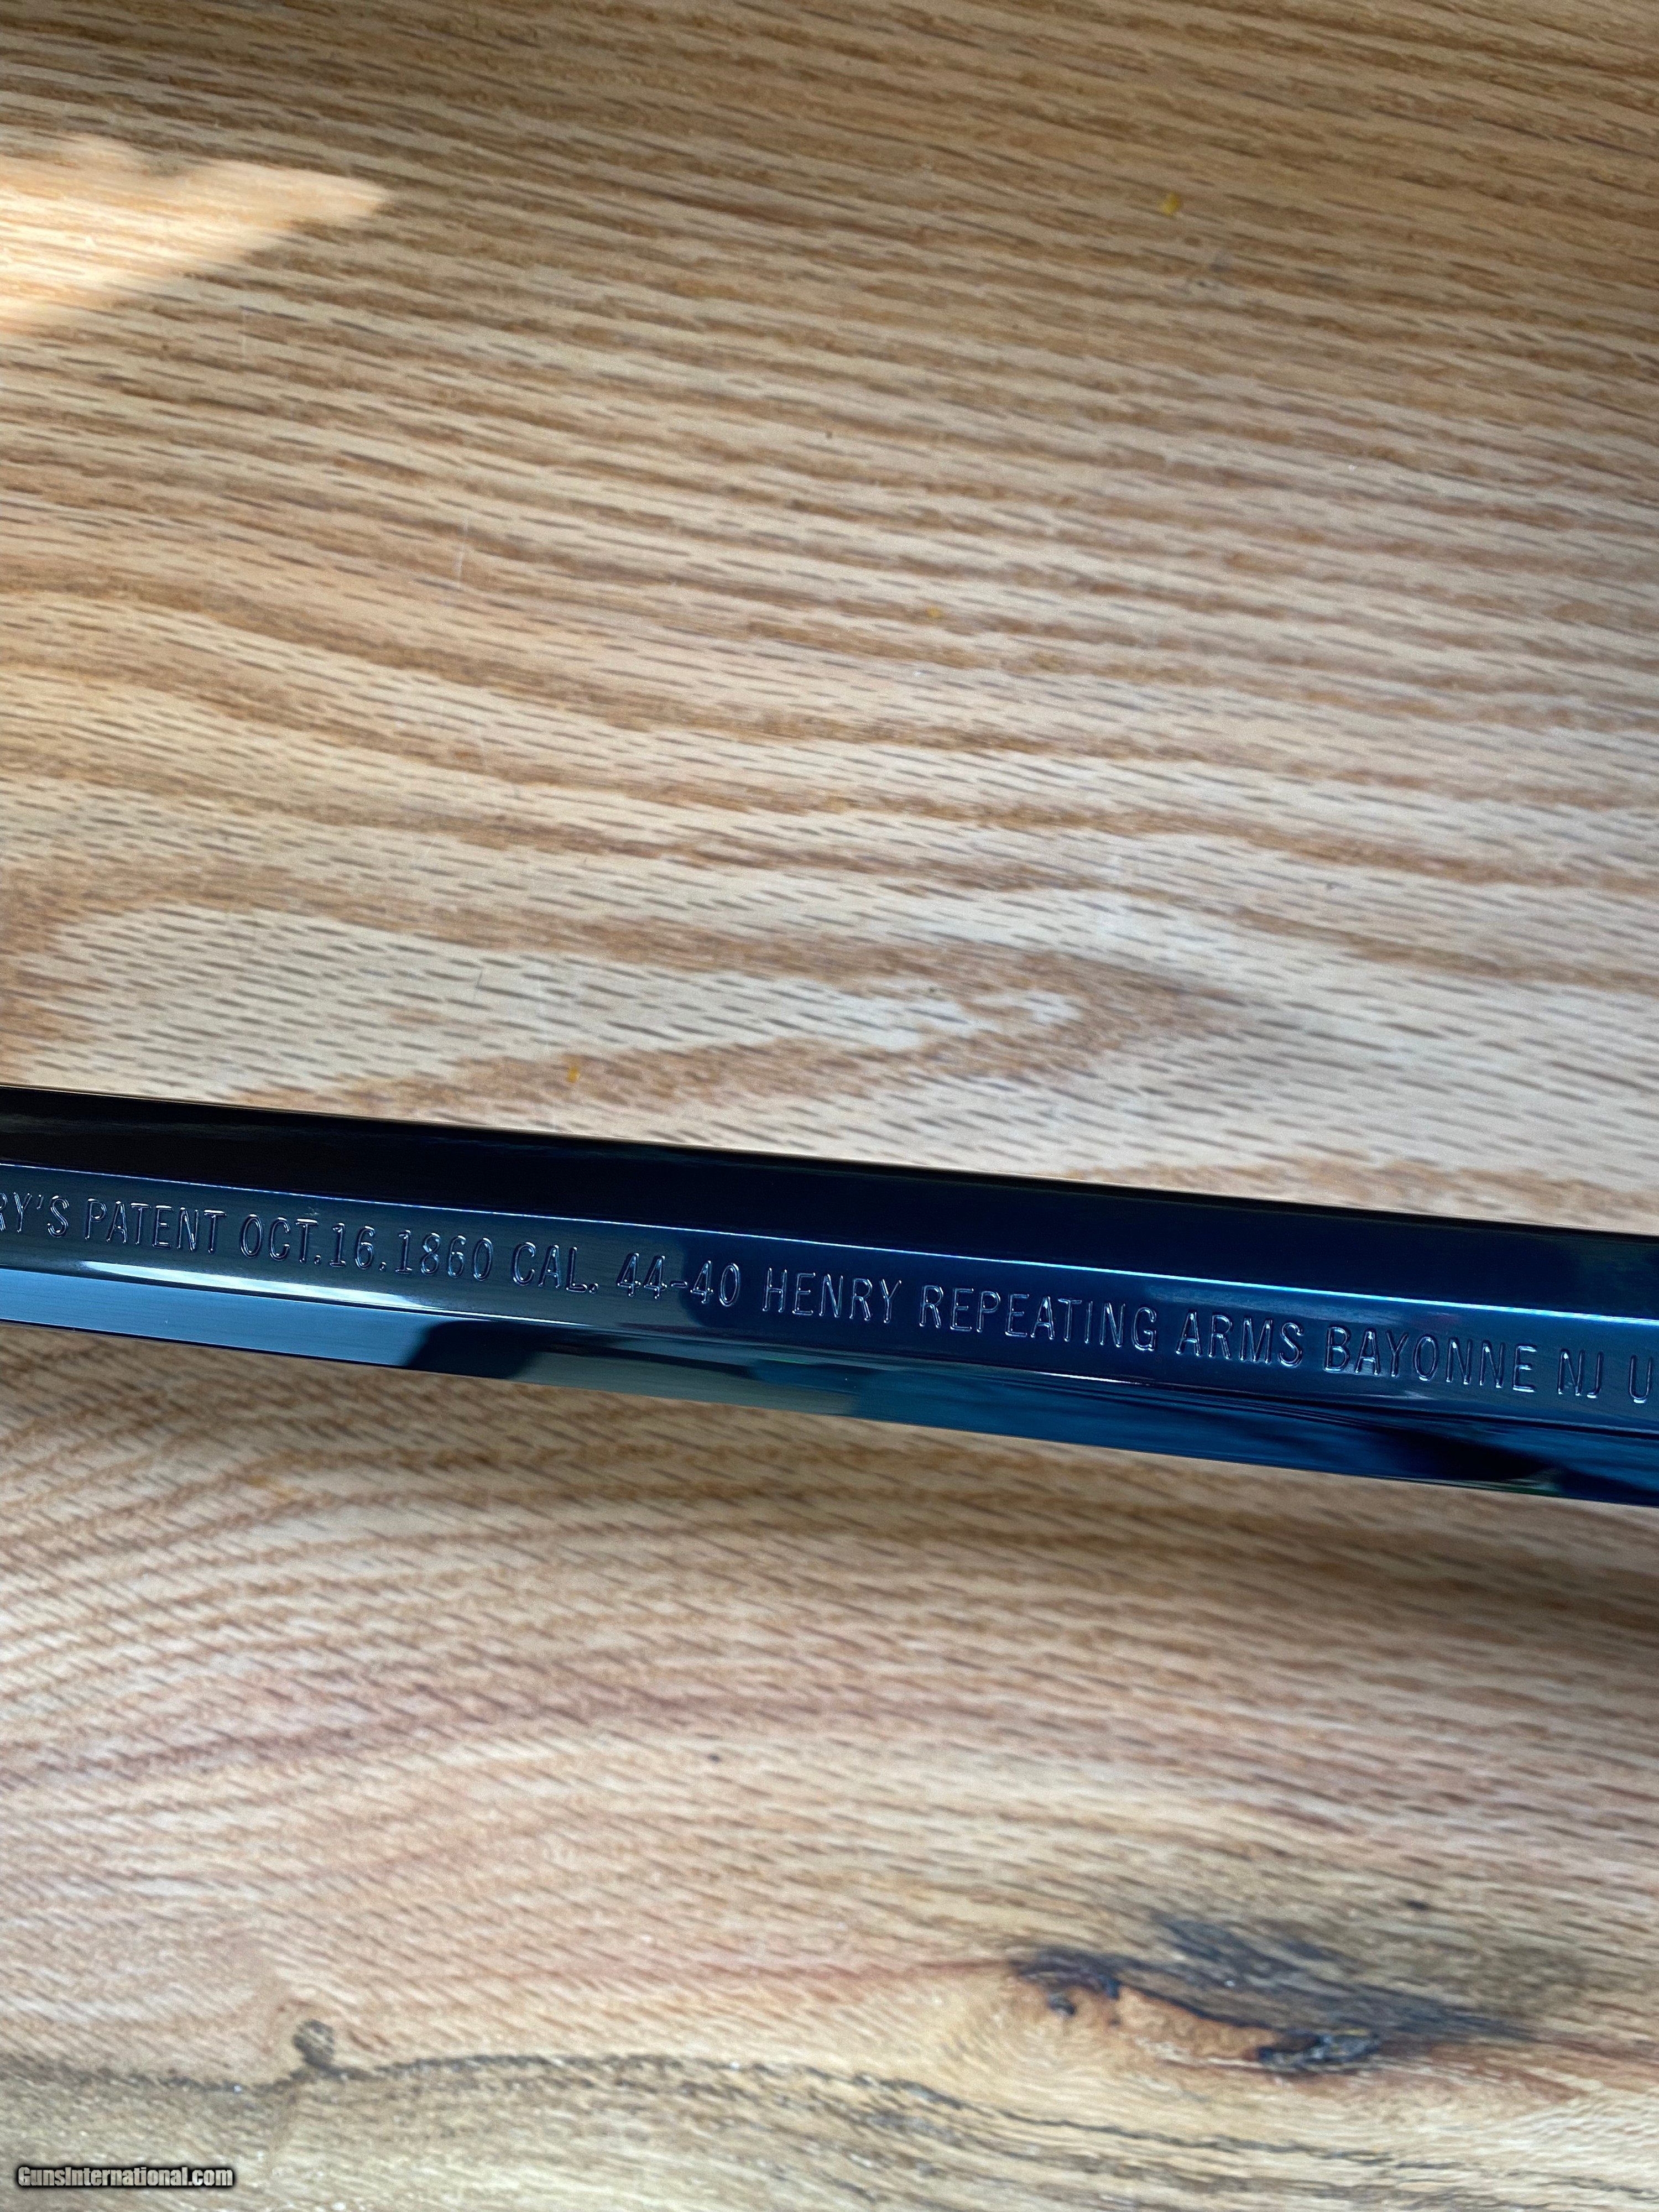 RY'S PATENT OCT.16.1860 CAL. 44-40 HENRY REPEATING ARMS BAYONNE NJ U
GunsInternational.com